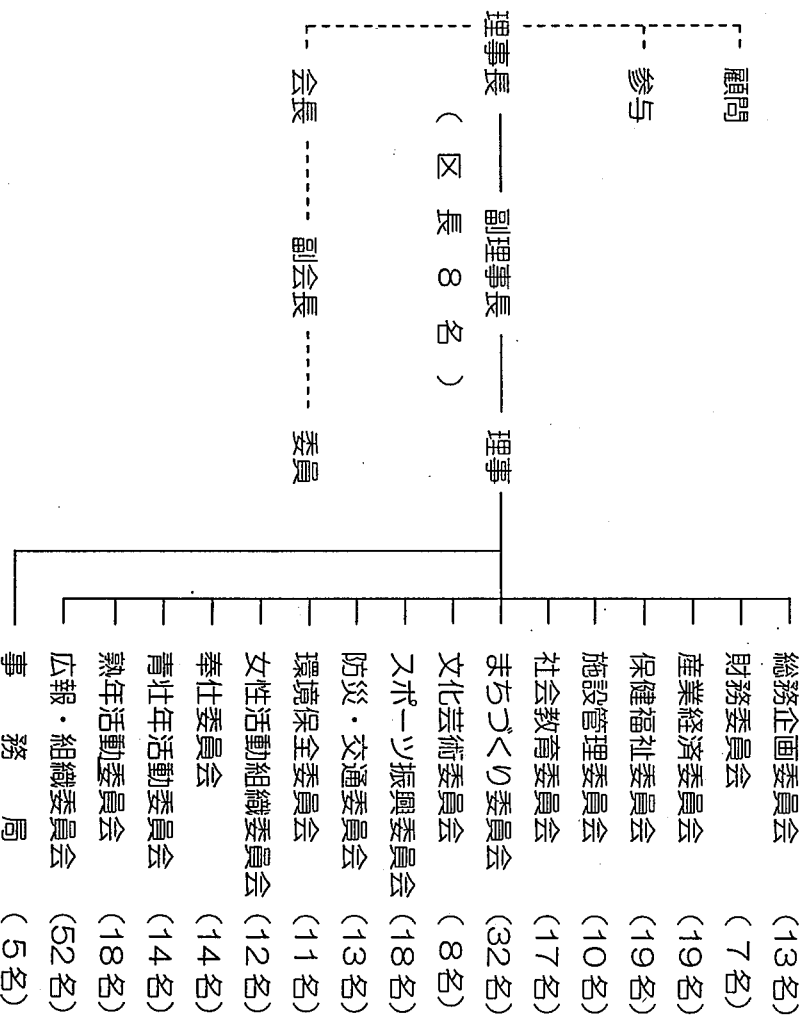 顧問
参与
理事長 副理事長 理事
(区長8名)
会長 副会長 委員
総務企画委員会 (13名)
財務委員会 (7名)
産業経済委員会 (19名)
保健福祉委員会 (19名)
施設管理委員会 (10名)
社会教育委員会 (17名)
まちづくり委員会 (32名)
文化芸術委員会 (8名)
スポーツ振興委員会 (18名)
防災・交通委員会 (13名)
環境保全委員会 (11名)
女性活動組織委員会 (12名)
奉仕委員会 (14名)
青壮年活動委員会 (14名)
熟年活動委員会 (18名)
広報・組織委員会 (52名)
事務局 (5名)